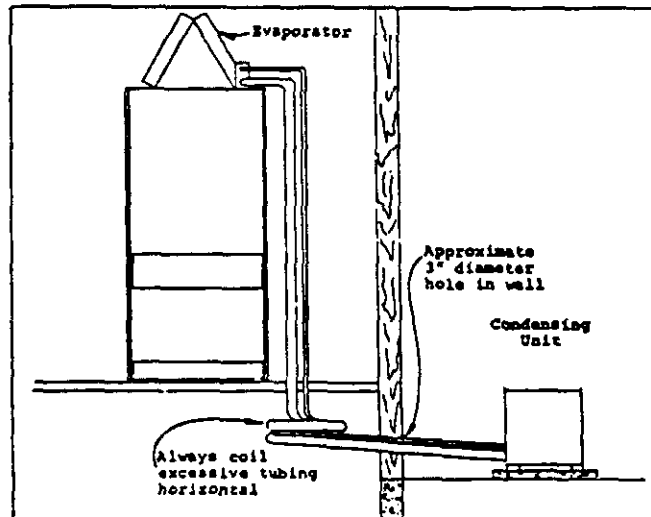 Evaporator
Approximate
3" diameter
hole in wall
Condensing
Unit
Always coil
excessive tubing
horizontal